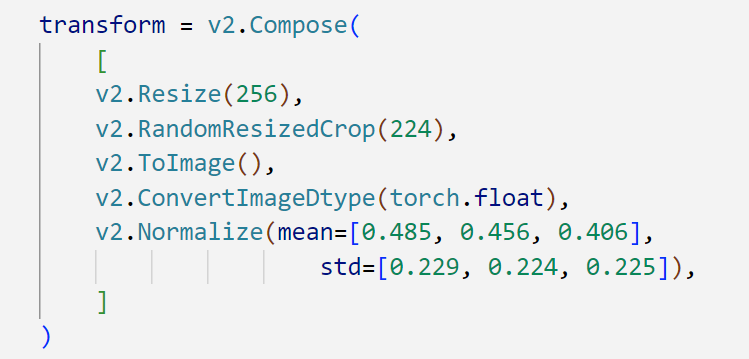 transform = v2.Compose(
    [
    v2.Resize(256),
    v2.RandomResizedCrop(224),
    v2.ToImage(),
    v2.ConvertImageDtype(torch.float),
    v2.Normalize(mean=[0.485, 0.456, 0.406],
                    std=[0.229, 0.224, 0.225]),
    ]
)